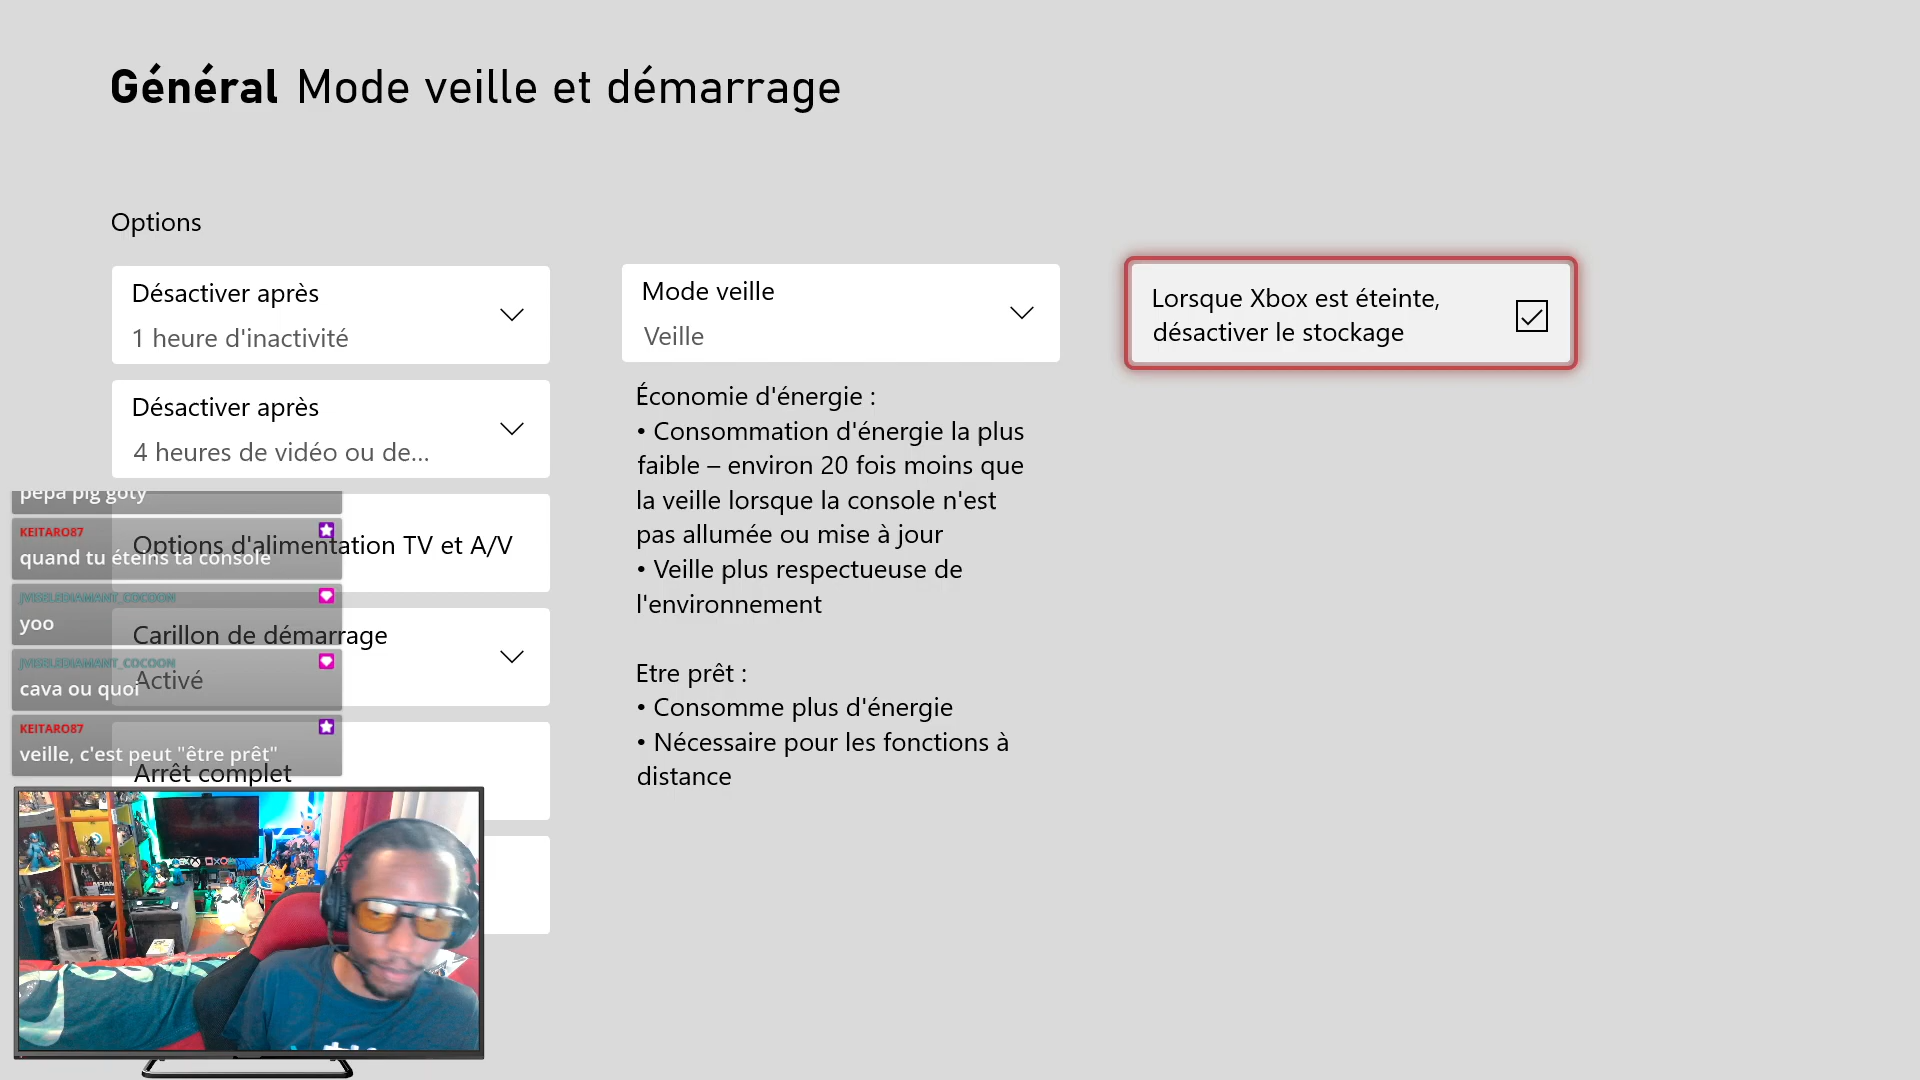 Général Mode veille et démarrage
Options
Désactiver après
1 heure d'inactivité
Désactiver après
4 heures de vidéo ou de...
Options d'alimentation TV et A/V
Carillon de démarrage
Activé
Arrêt complet
Mode veille
Veille
Économie d'énergie :
• Consommation d'énergie la plus
faible – environ 20 fois moins que
la veille lorsque la console n'est
pas allumée ou mise à jour
• Veille plus respectueuse de
l'environnement
Etre prêt :
• Consomme plus d'énergie
• Nécessaire pour les fonctions à
distance
Lorsque Xbox est éteinte,
désactiver le stockage
pepa pig goty
KEITARO87
quand tu éteins ta console
yoo
cava ou quoi
KEITARO87
veille, c'est peut "être prêt"